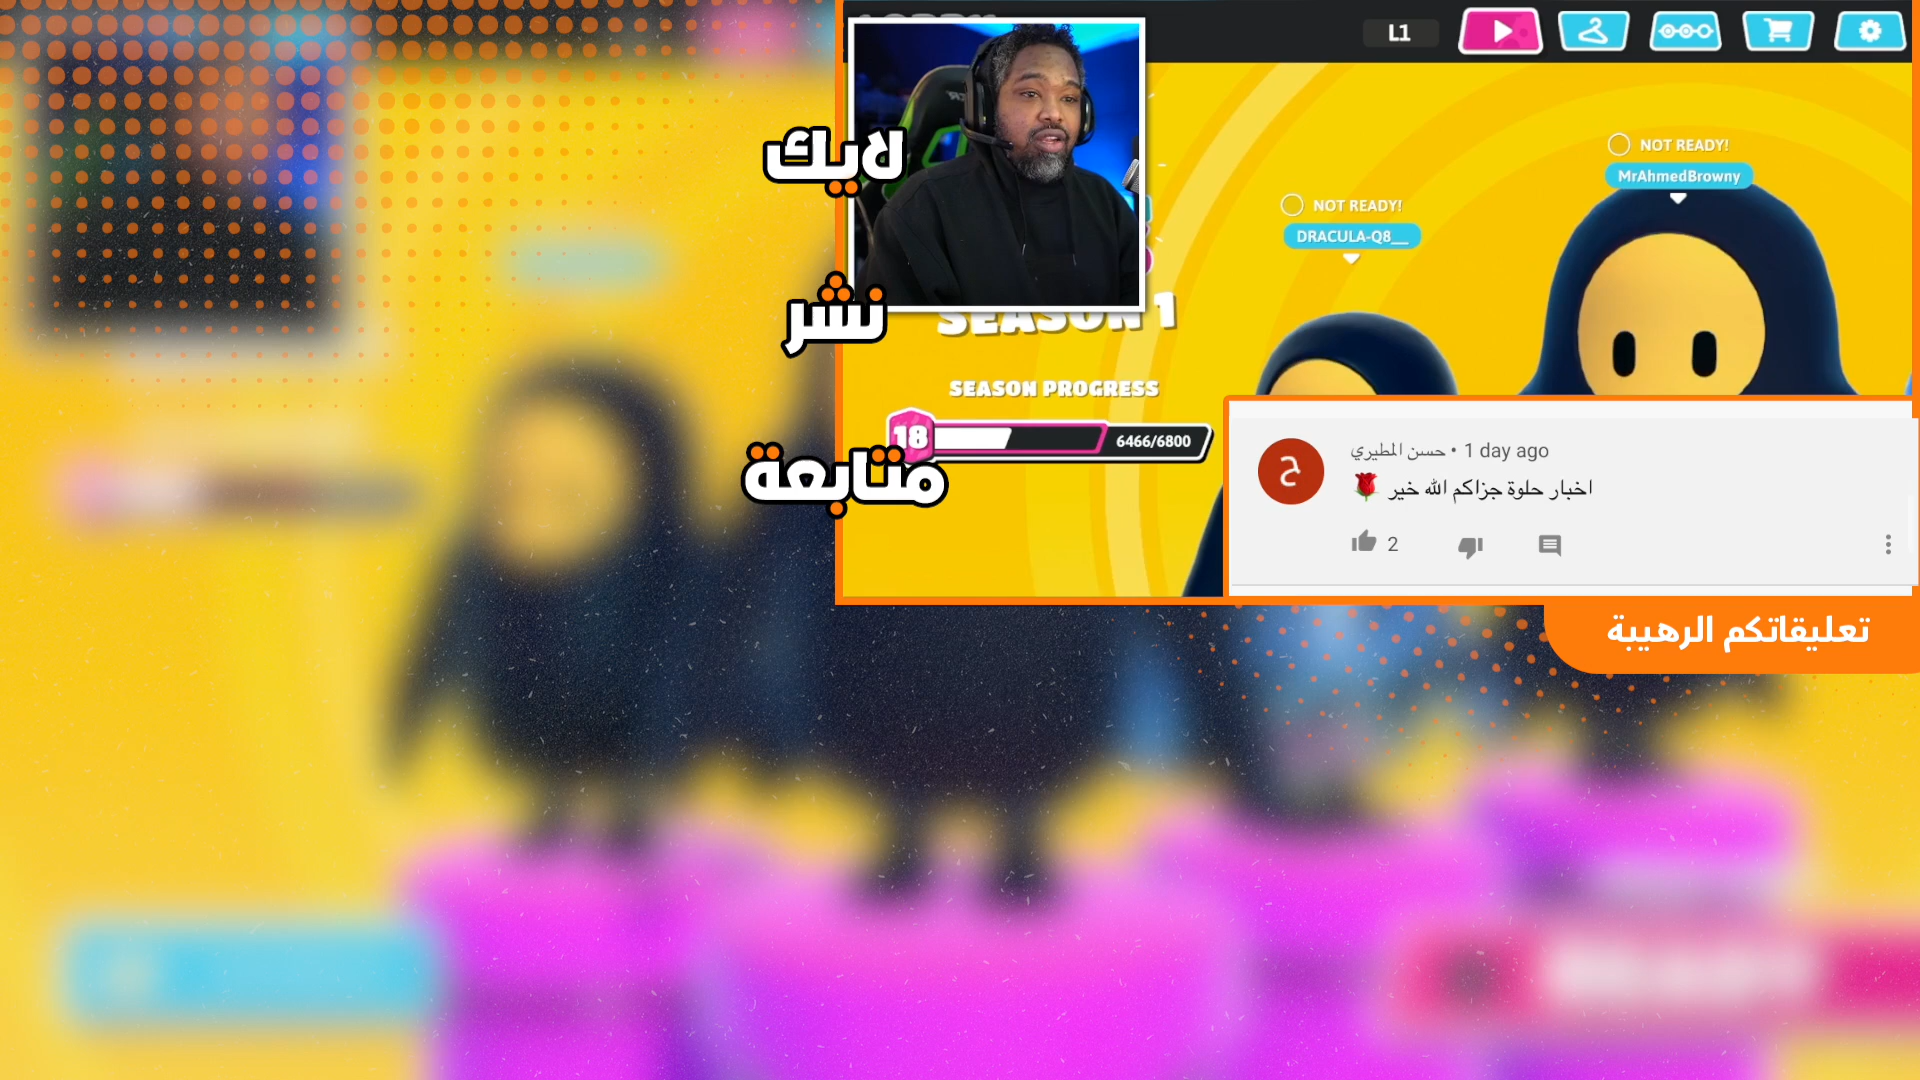 L1
NOT READY!
MrAhmedBrowny
NOT READY!
DRACULA-Q8__
لايك
نشر
متابعة
SEASON 1
SEASON PROGRESS
18
6466/6800
ح
حسن المطيري • 1 day ago
اخبار حلوة جزاكم الله خير 🌹
2
تعليقاتكم الرهيبة